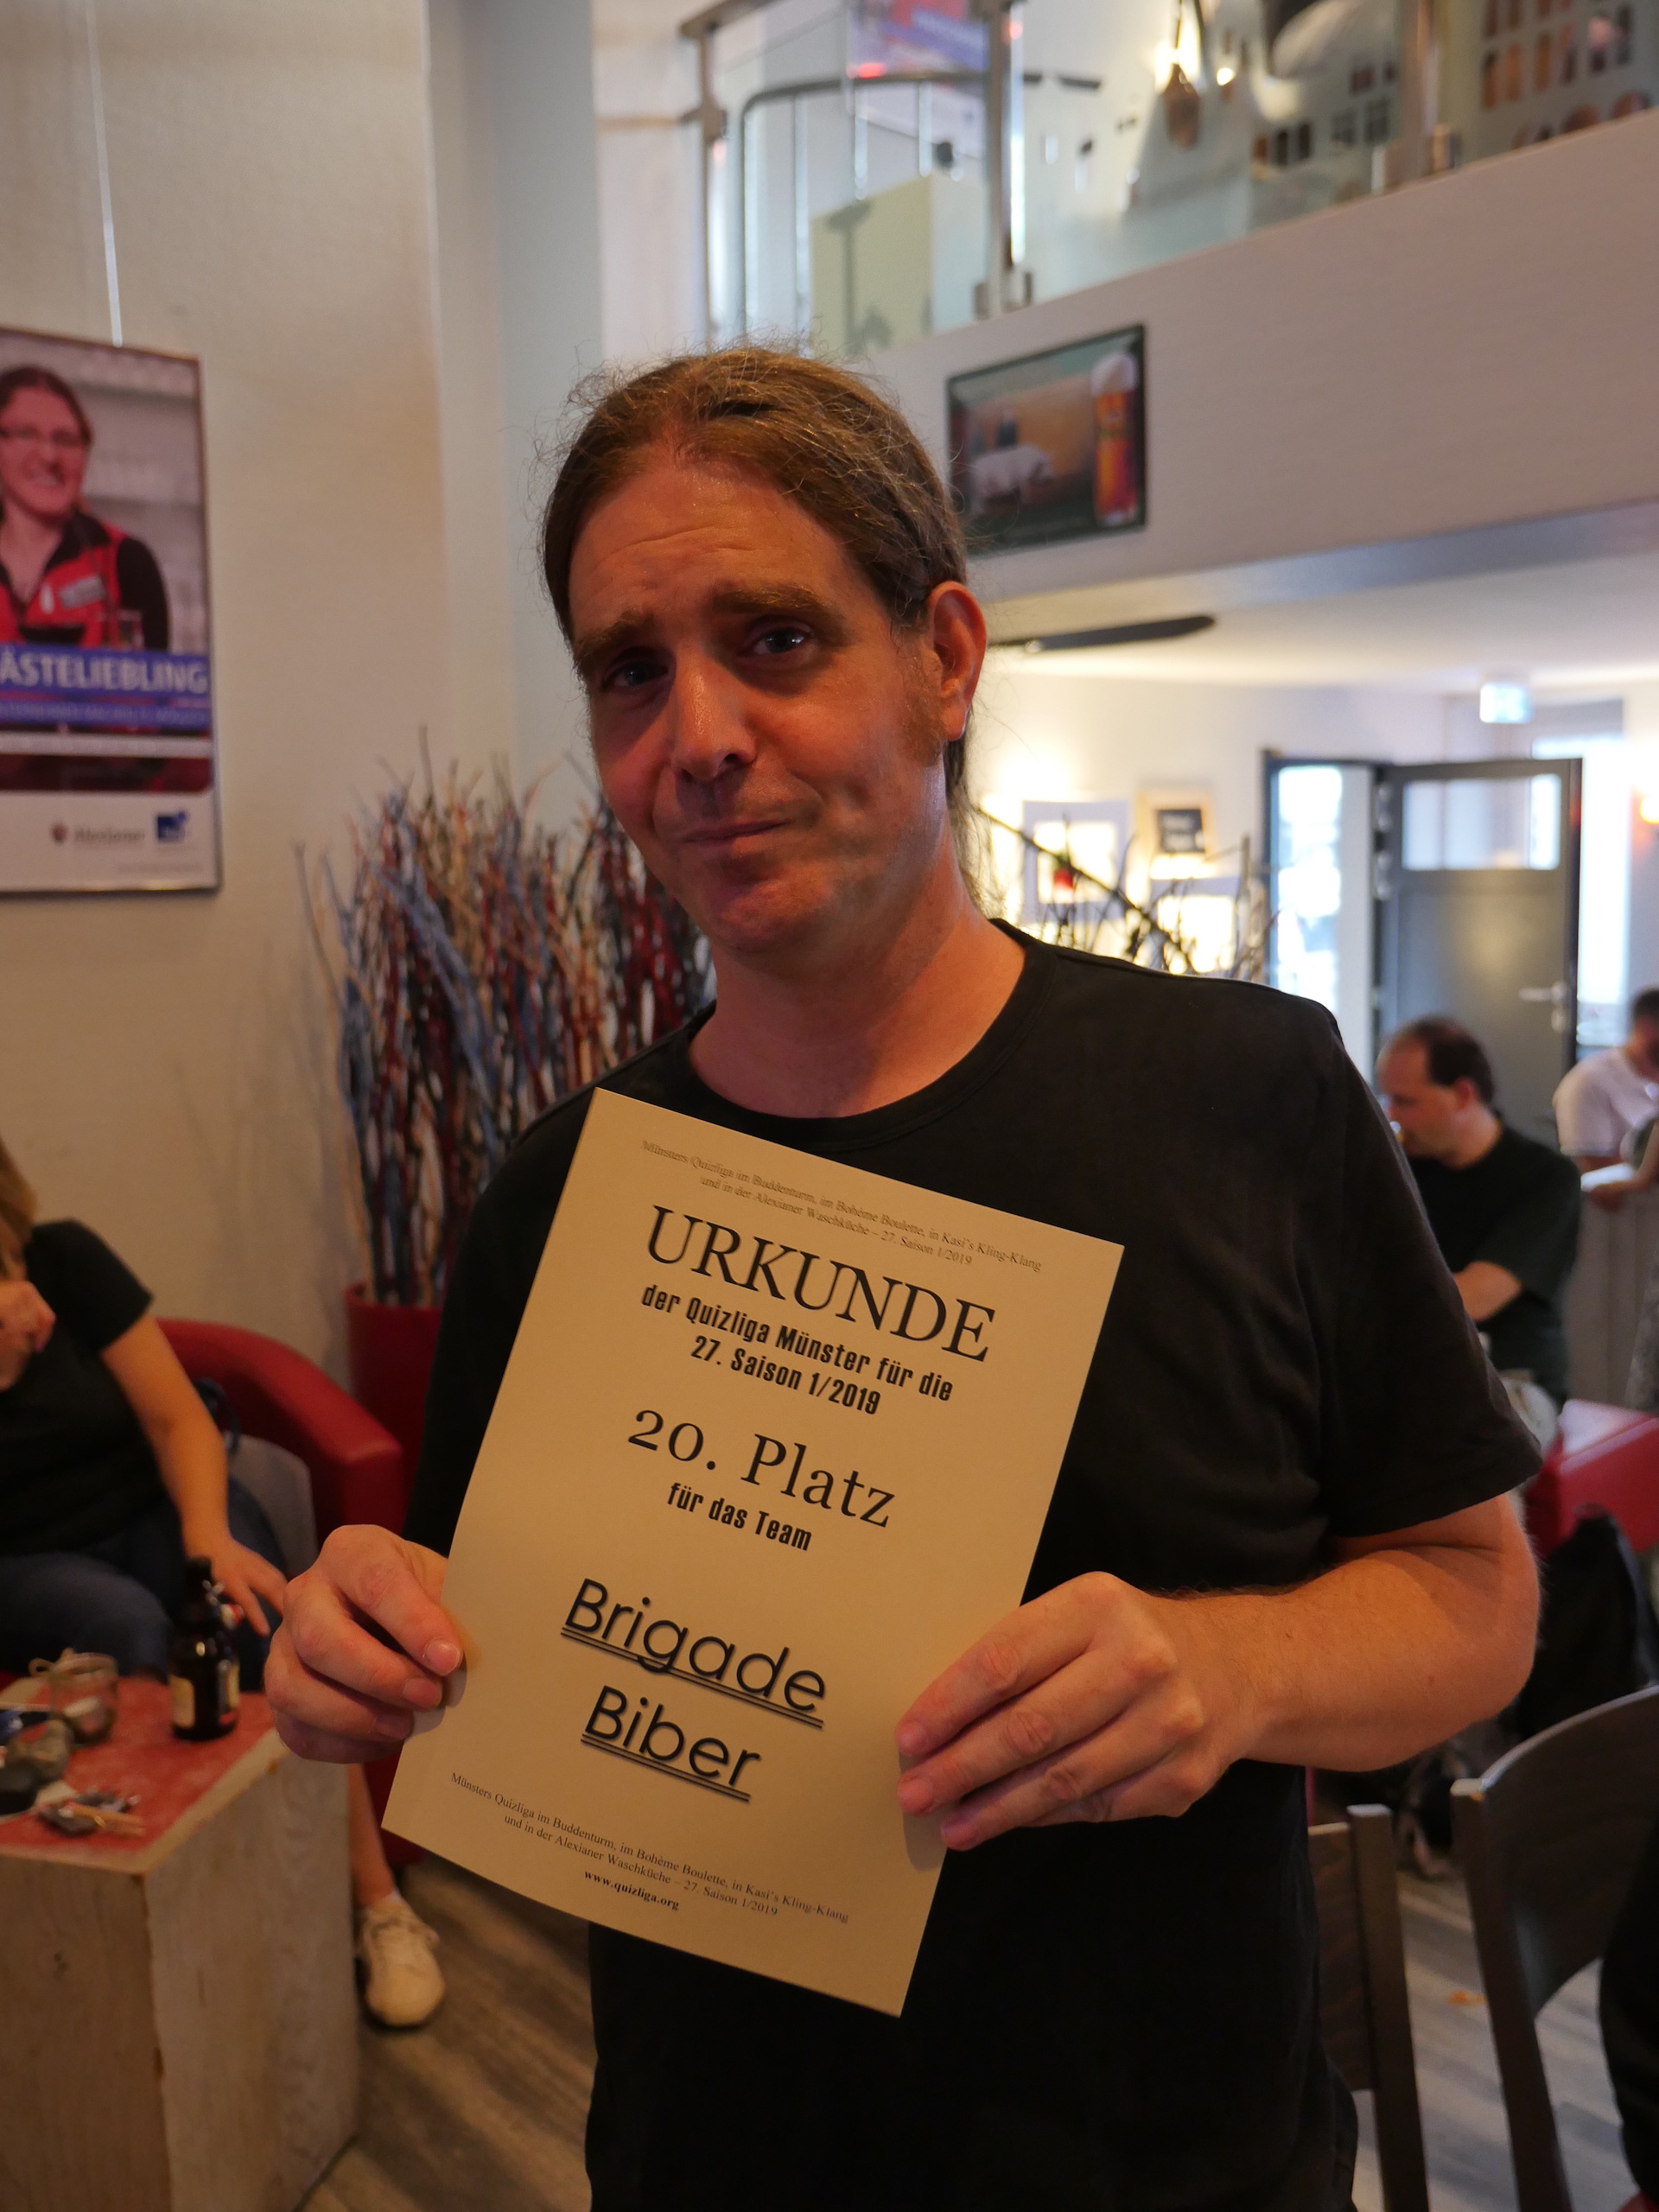 ÄSTELIEBLING
Alexianer
Münsters Quizliga im Buddenturm, im Bohème Boulette, in Kasi's Kling-Klang
und in der Alexianer Waschküche – 27. Saison 1/2019
URKUNDE
der Quizliga Münster für die
27. Saison 1/2019
20. Platz
für das Team
Brigade
Biber
Münsters Quizliga im Buddenturm, im Bohème Boulette, in Kasi's Kling-Klang
und in der Alexianer Waschküche – 27. Saison 1/2019
www.quizliga.org